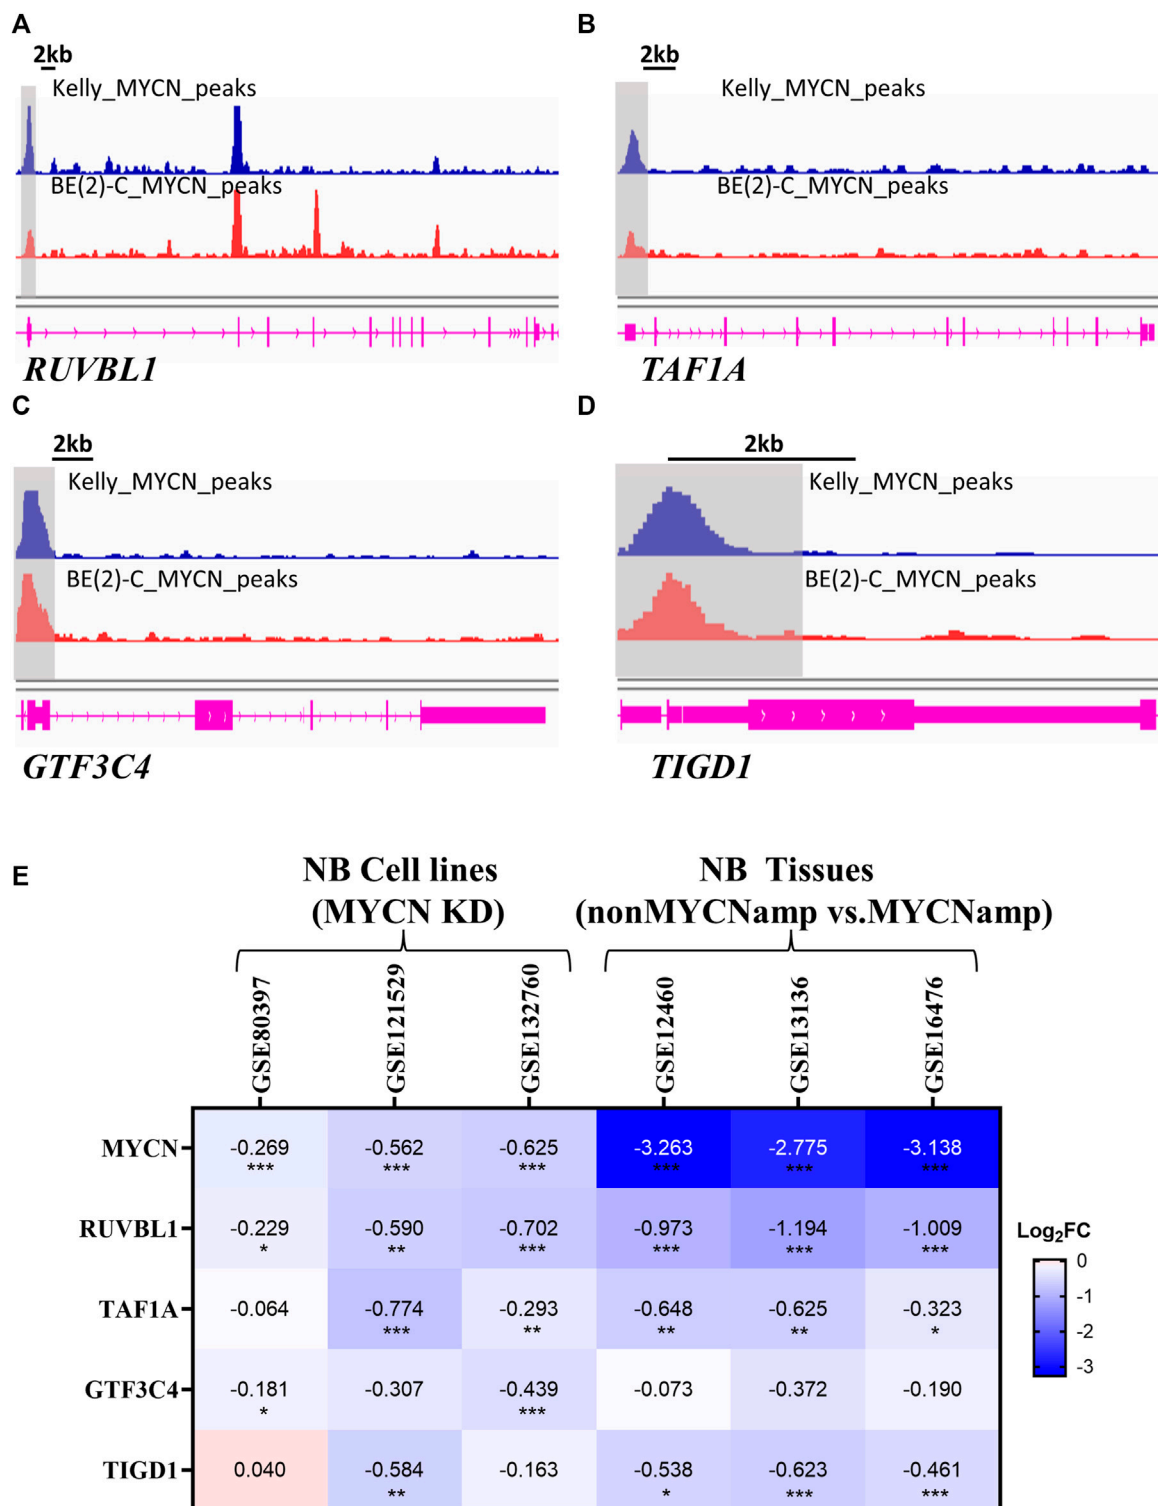 A
2kb
Kelly_MYCN_peaks
BE(2)-C_MYCN_peaks
RUVBL1
B
2kb
Kelly_MYCN_peaks
BE(2)-C_MYCN_peaks
TAF1A
C
2kb
Kelly_MYCN_peaks
BE(2)-C_MYCN_peaks
GTF3C4
D
2kb
Kelly_MYCN_peaks
BE(2)-C_MYCN_peaks
TIGD1
E
NB Cell lines
(MYCN KD)
NB Tissues
(nonMYCNamp vs.MYCNamp)
GSE80397 GSE121529 GSE132760 GSE12460 GSE13136 GSE16476
MYCN -0.269 -0.562 -0.625 -3.263 -2.775 -3.138
*** *** *** *** *** ***
RUVBL1 -0.229 -0.590 -0.702 -0.973 -1.194 -1.009
* ** *** *** *** ***
TAF1A -0.064 -0.774 -0.293 -0.648 -0.625 -0.323
*** ** ** ** *
GTF3C4 -0.181 -0.307 -0.439 -0.073 -0.372 -0.190
* ***
TIGD1 0.040 -0.584 -0.163 -0.538 -0.623 -0.461
** * *** ***
Log₂FC
0
-1
-2
-3